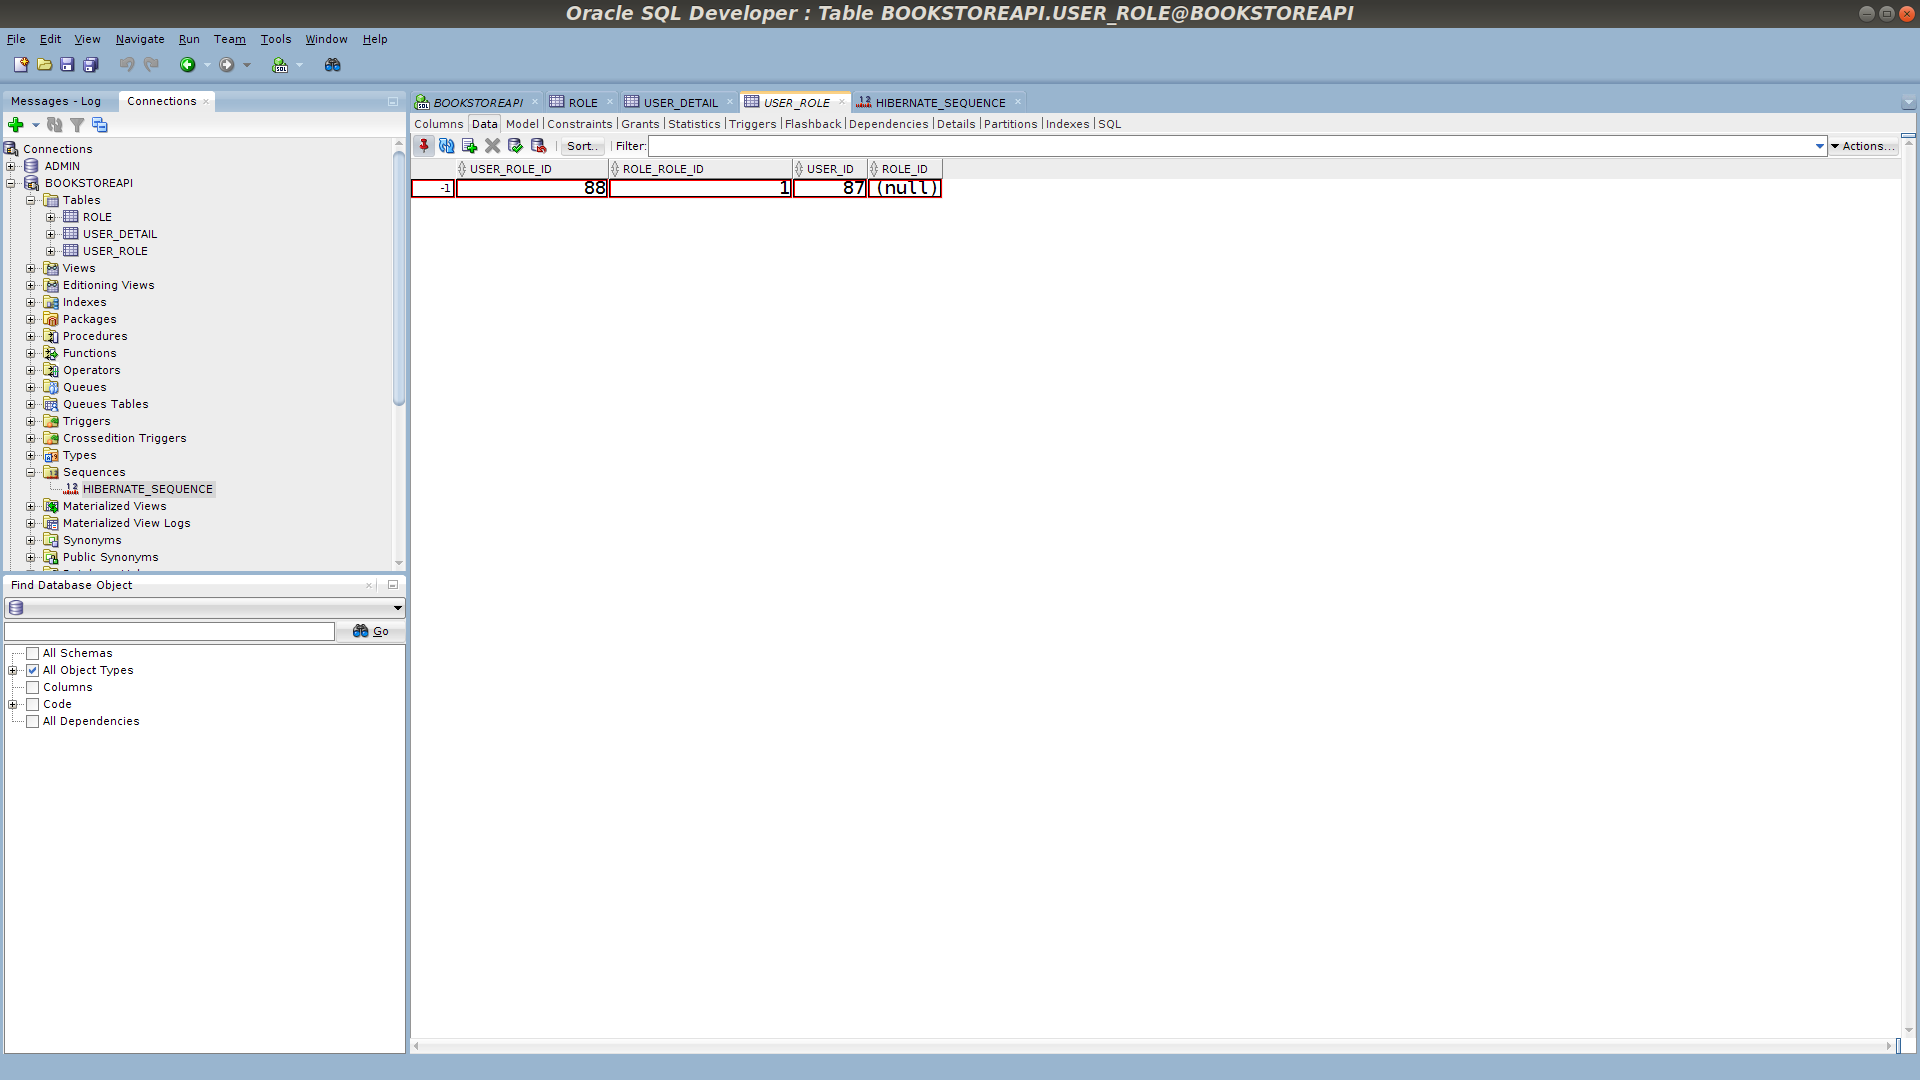 Oracle SQL Developer : Table BOOKSTOREAPI.USER_ROLE@BOOKSTOREAPI
File Edit View Navigate Run Team Tools Window Help
Messages - Log Connections
Connections
ADMIN
BOOKSTOREAPI
Tables
ROLE
USER_DETAIL
USER_ROLE
Views
Editioning Views
Indexes
Packages
Procedures
Functions
Operators
Queues
Queues Tables
Triggers
Crossedition Triggers
Types
Sequences
HIBERNATE_SEQUENCE
Materialized Views
Materialized View Logs
Synonyms
Public Synonyms
Find Database Object
Go
All Schemas
All Object Types
Columns
Code
All Dependencies
BOOKSTOREAPI ROLE USER_DETAIL USER_ROLE HIBERNATE_SEQUENCE
Columns Data Model Constraints Grants Statistics Triggers Flashback Dependencies Details Partitions Indexes SQL
Sort.. Filter: Actions...
USER_ROLE_ID ROLE_ROLE_ID USER_ID ROLE_ID
-1 88 1 87 (null)